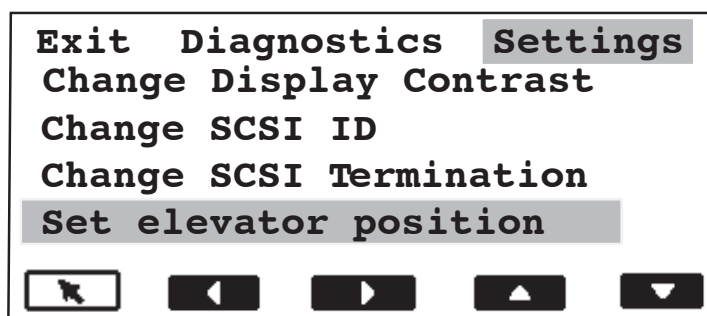 Exit Diagnostics Settings
Change Display Contrast
Change SCSI ID
Change SCSI Termination
Set elevator position